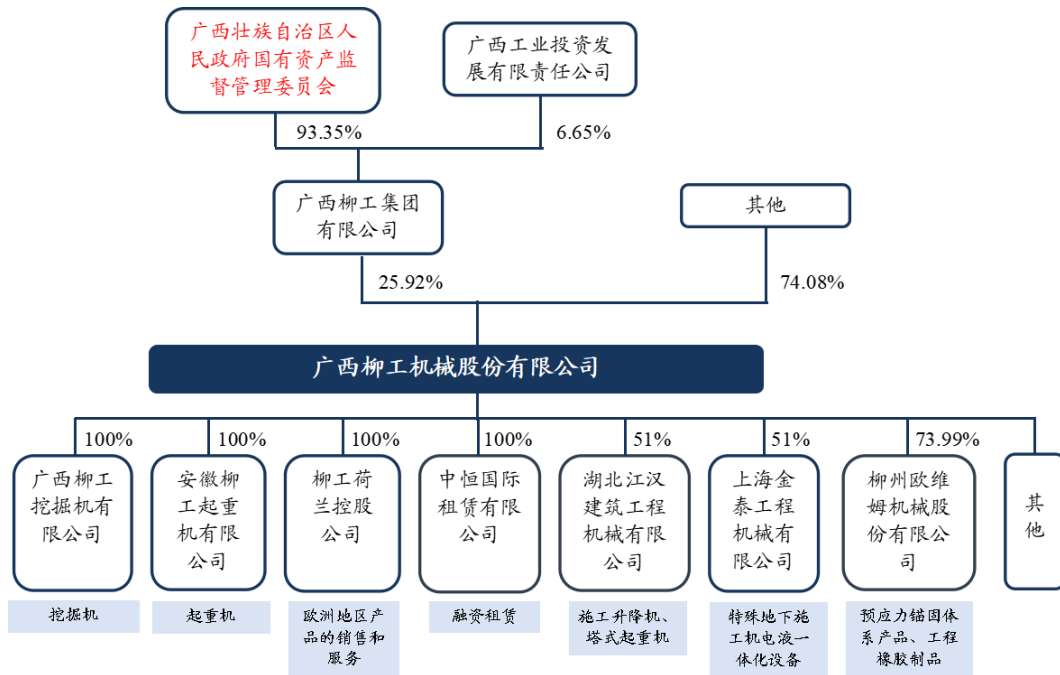 广西壮族自治区人
民政府国有资产监
督管理委员会
广西工业投资发
展有限责任公司
93.35%
6.65%
广西柳工集团
有限公司
其他
25.92%
74.08%
广西柳工机械股份有限公司
100%
100%
100%
100%
51%
51%
73.99%
广西柳工
挖掘机有
限公司
安徽柳
工起重
机有限
公司
柳工荷
兰控股
公司
中恒国际
租赁有限
公司
湖北江汉
建筑工程
机械有限
公司
上海金
泰工程
机械有
限公司
柳州欧维
姆机械股
份有限公
司
其
他
挖掘机
起重机
欧洲地区产
品的销售和
服务
融资租赁
施工升降机、
塔式起重机
特殊地下施
工机电液一
体化设备
预应力锚固体
系产品、工程
橡胶制品